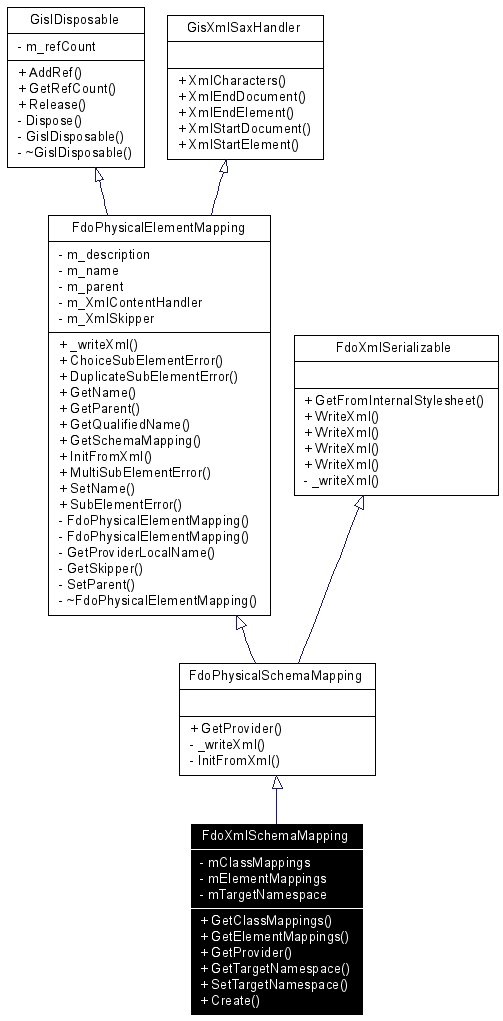 GisIDisposable
- m_refCount
+ AddRef()
+ GetRefCount()
+ Release()
- Dispose()
- GisIDisposable()
- ~GisIDisposable()
GisXmlSaxHandler
+ XmlCharacters()
+ XmlEndDocument()
+ XmlEndElement()
+ XmlStartDocument()
+ XmlStartElement()
FdoPhysicalElementMapping
- m_description
- m_name
- m_parent
- m_XmlContentHandler
- m_XmlSkipper
+ _writeXml()
+ ChoiceSubElementError()
+ DuplicateSubElementError()
+ GetName()
+ GetParent()
+ GetQualifiedName()
+ GetSchemaMapping()
+ InitFromXml()
+ MultiSubElementError()
+ SetName()
+ SubElementError()
- FdoPhysicalElementMapping()
- FdoPhysicalElementMapping()
- GetProviderLocalName()
- GetSkipper()
- SetParent()
- ~FdoPhysicalElementMapping()
FdoXmlSerializable
+ GetFromInternalStylesheet()
+ WriteXml()
+ WriteXml()
+ WriteXml()
+ WriteXml()
- _writeXml()
FdoPhysicalSchemaMapping
+ GetProvider()
- _writeXml()
- InitFromXml()
FdoXmlSchemaMapping
- mClassMappings
- mElementMappings
- mTargetNamespace
+ GetClassMappings()
+ GetElementMappings()
+ GetProvider()
+ GetTargetNamespace()
+ SetTargetNamespace()
+ Create()